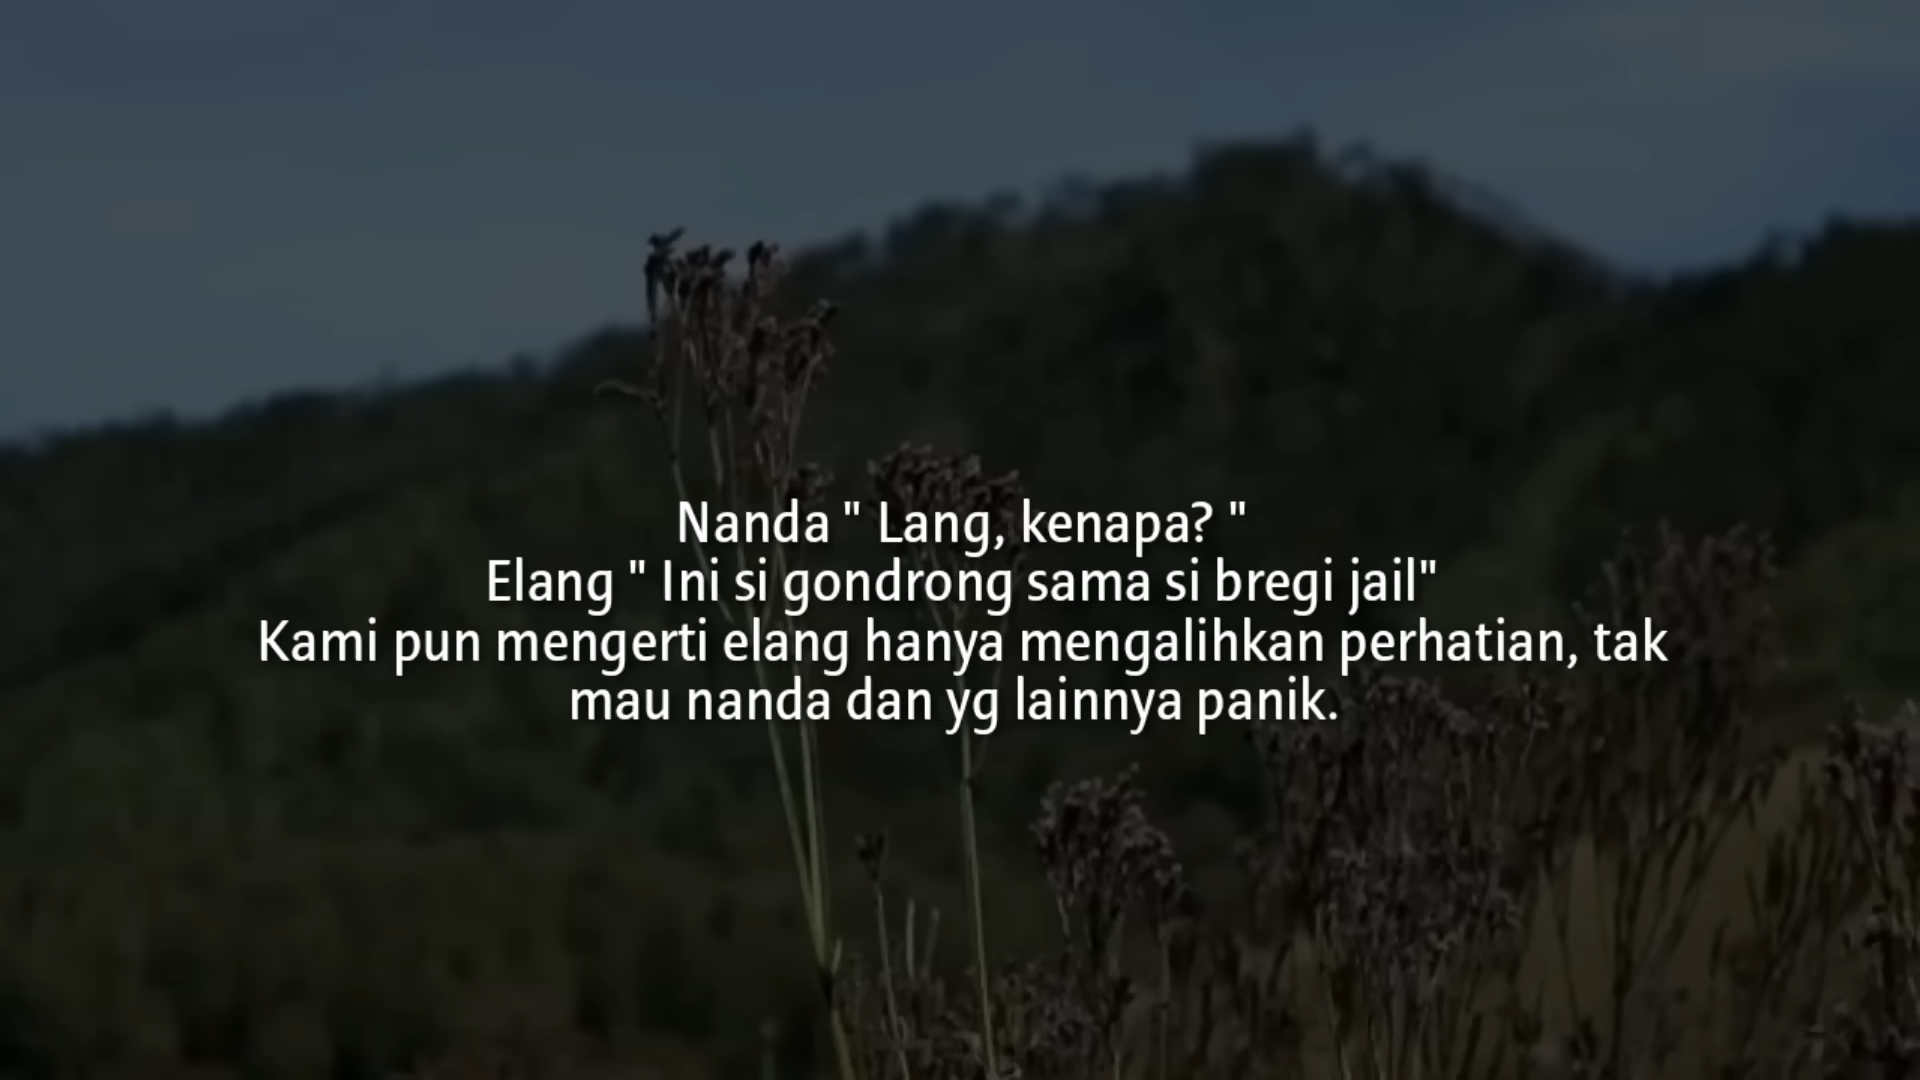 Nanda " Lang, kenapa? "
Elang " Ini si gondrong sama si bregi jail"
Kami pun mengerti elang hanya mengalihkan perhatian, tak
mau nanda dan yg lainnya panik.